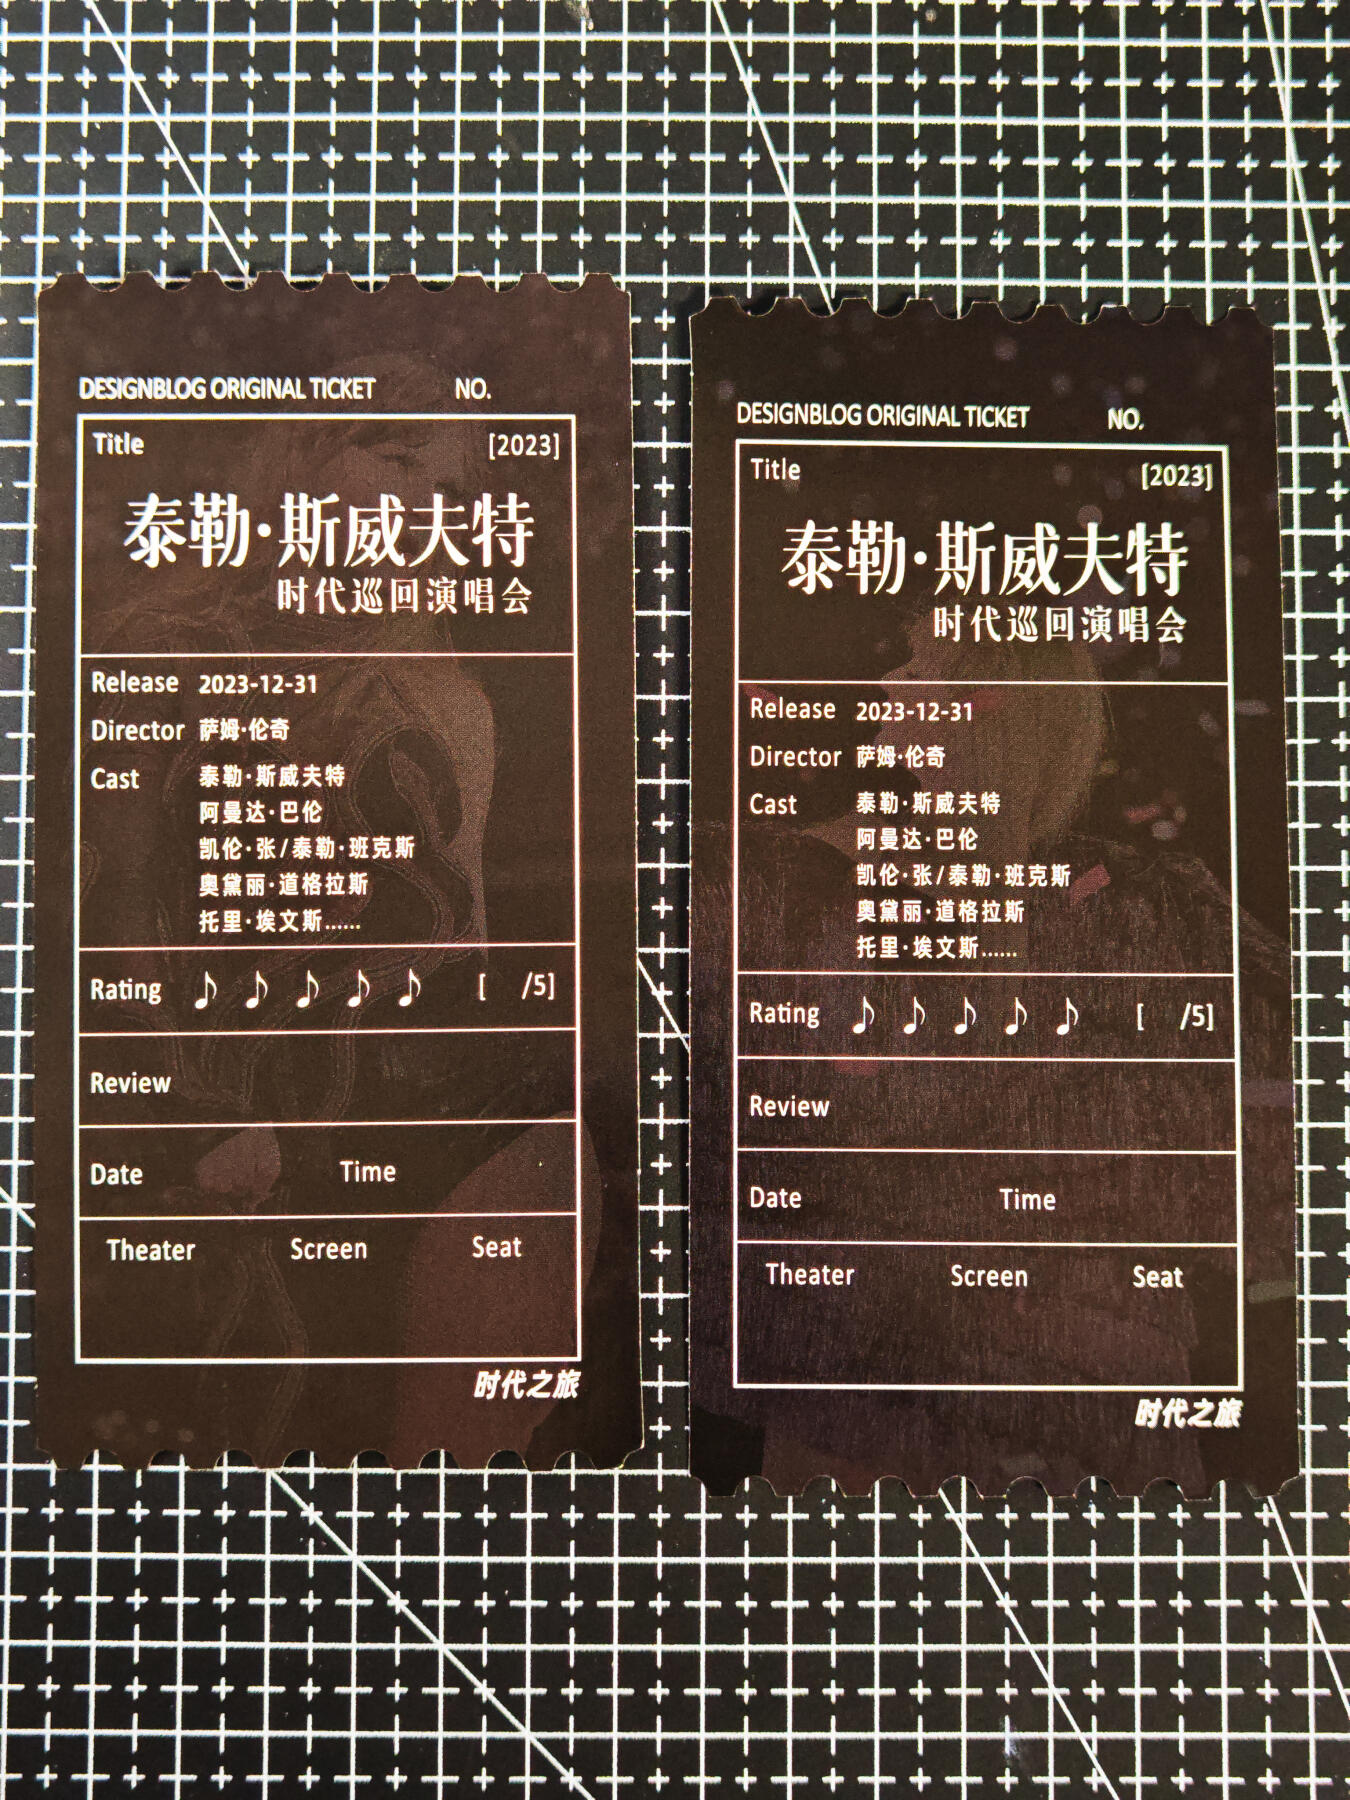 DESIGNBLOG ORIGINAL TICKET NO.
Title [2023]
泰勒·斯威夫特
时代巡回演唱会
Release 2023-12-31
Director 萨姆·伦奇
Cast 泰勒·斯威夫特
阿曼达·巴伦
凯伦·张/泰勒·班克斯
奥黛丽·道格拉斯
托里·埃文斯……
Rating ♪ ♪ ♪ ♪ ♪ [ /5]
Review
Date Time
Theater Screen Seat
时代之旅
DESIGNBLOG ORIGINAL TICKET NO.
Title [2023]
泰勒·斯威夫特
时代巡回演唱会
Release 2023-12-31
Director 萨姆·伦奇
Cast 泰勒·斯威夫特
阿曼达·巴伦
凯伦·张/泰勒·班克斯
奥黛丽·道格拉斯
托里·埃文斯……
Rating ♪ ♪ ♪ ♪ ♪ [ /5]
Review
Date Time
Theater Screen Seat
时代之旅